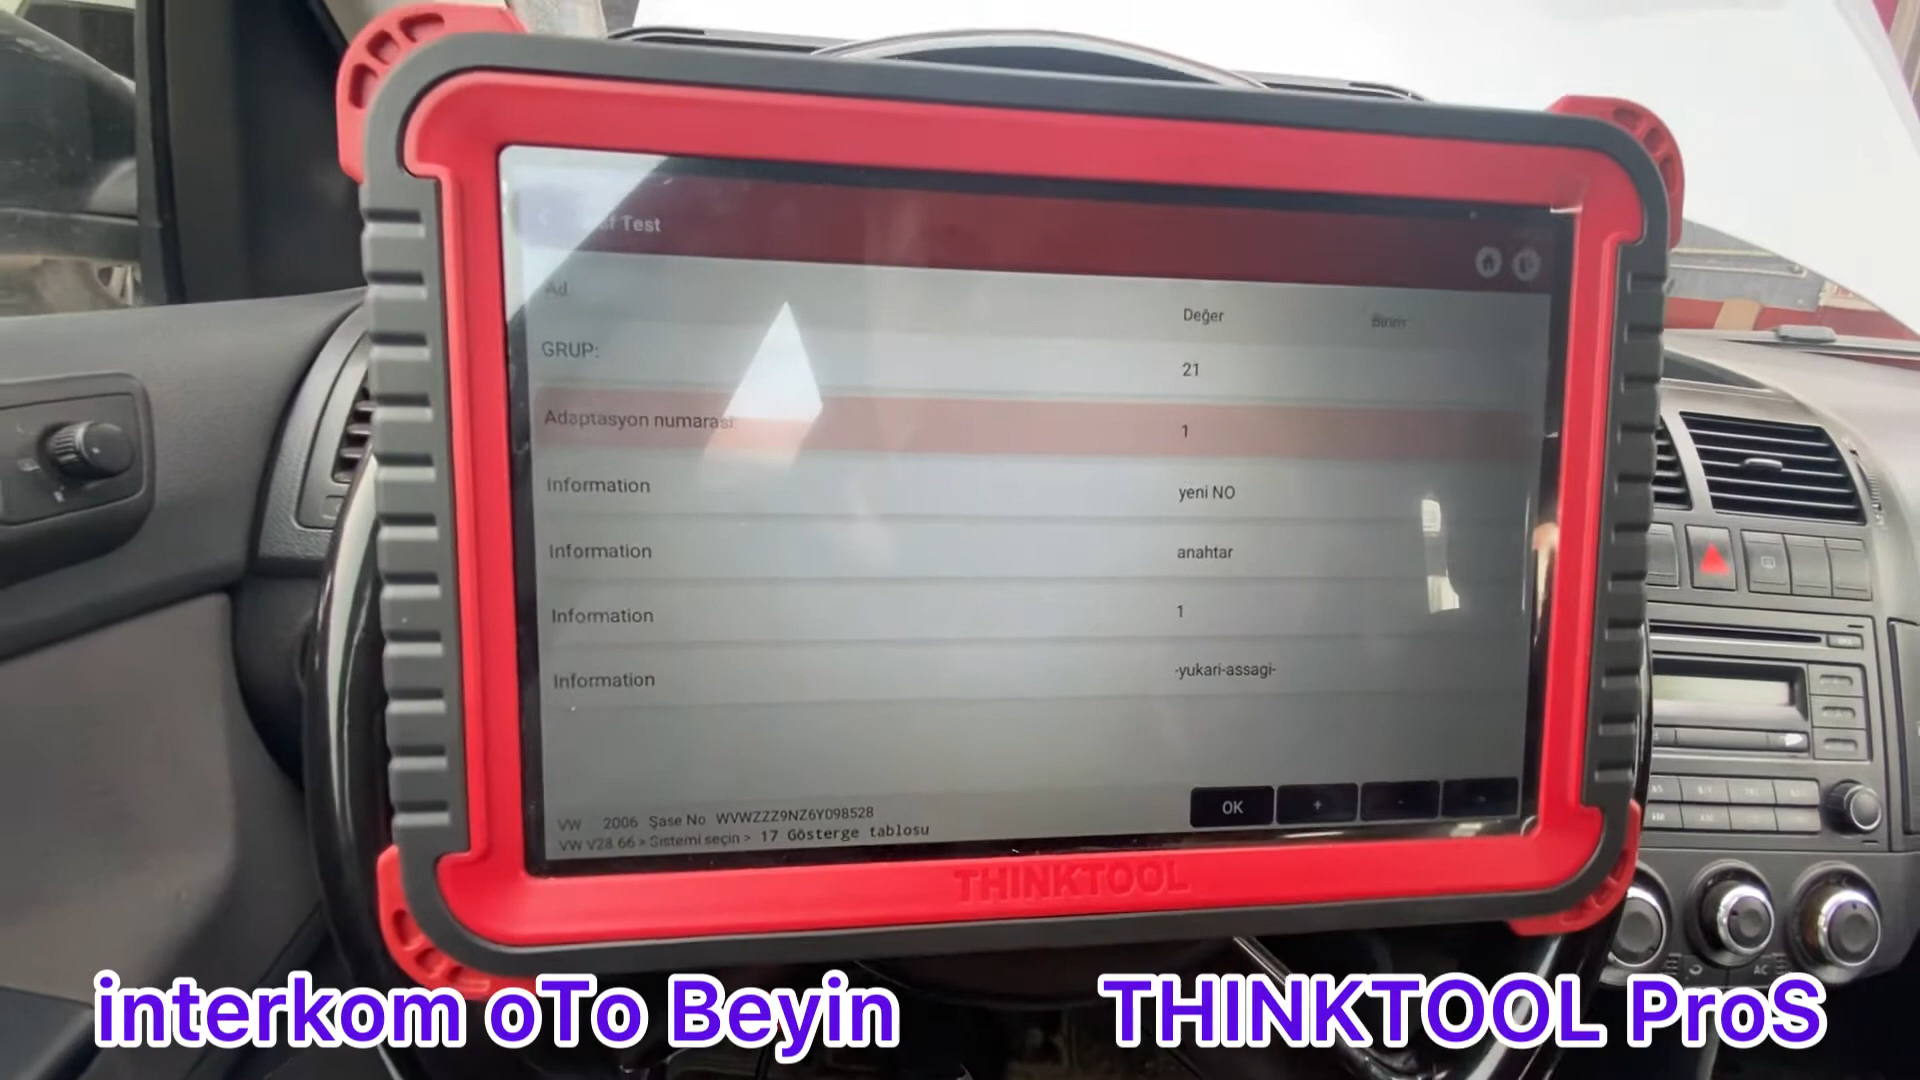 Test
Ad Değer Birim
GRUP: 21
Adaptasyon numarası: 1
Information yeni NO
Information anahtar
Information 1
Information -yukari-assagi-
OK + -
VW 2006 Şase No WVWZZZ9NZ6Y098528
VW V28.66 > Sistemi seçin > 17 Gösterge tablosu
THINKTOOL
AC
interkom oTo Beyin THINKTOOL ProS